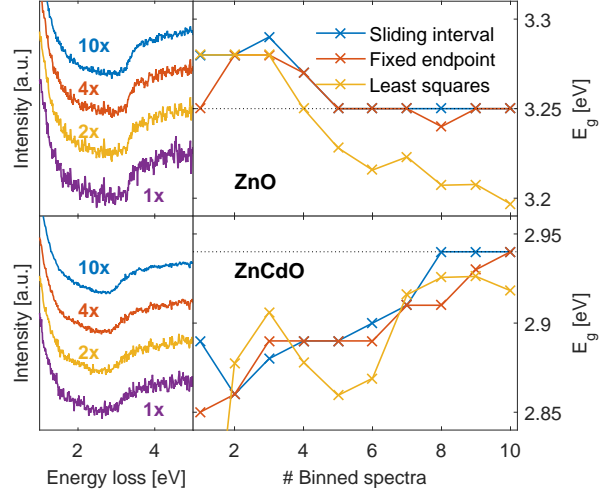 3.3
10x
Sliding interval
4x
Fixed endpoint
Least squares
Intensity [a.u.]
3.25
E_g [eV]
2x
1x
ZnO
3.2
2.95
10x
ZnCdO
4x
Intensity [a.u.]
2.9
E_g [eV]
2x
1x
2.85
2 4 2 4 6 8 10
Energy loss [eV] # Binned spectra